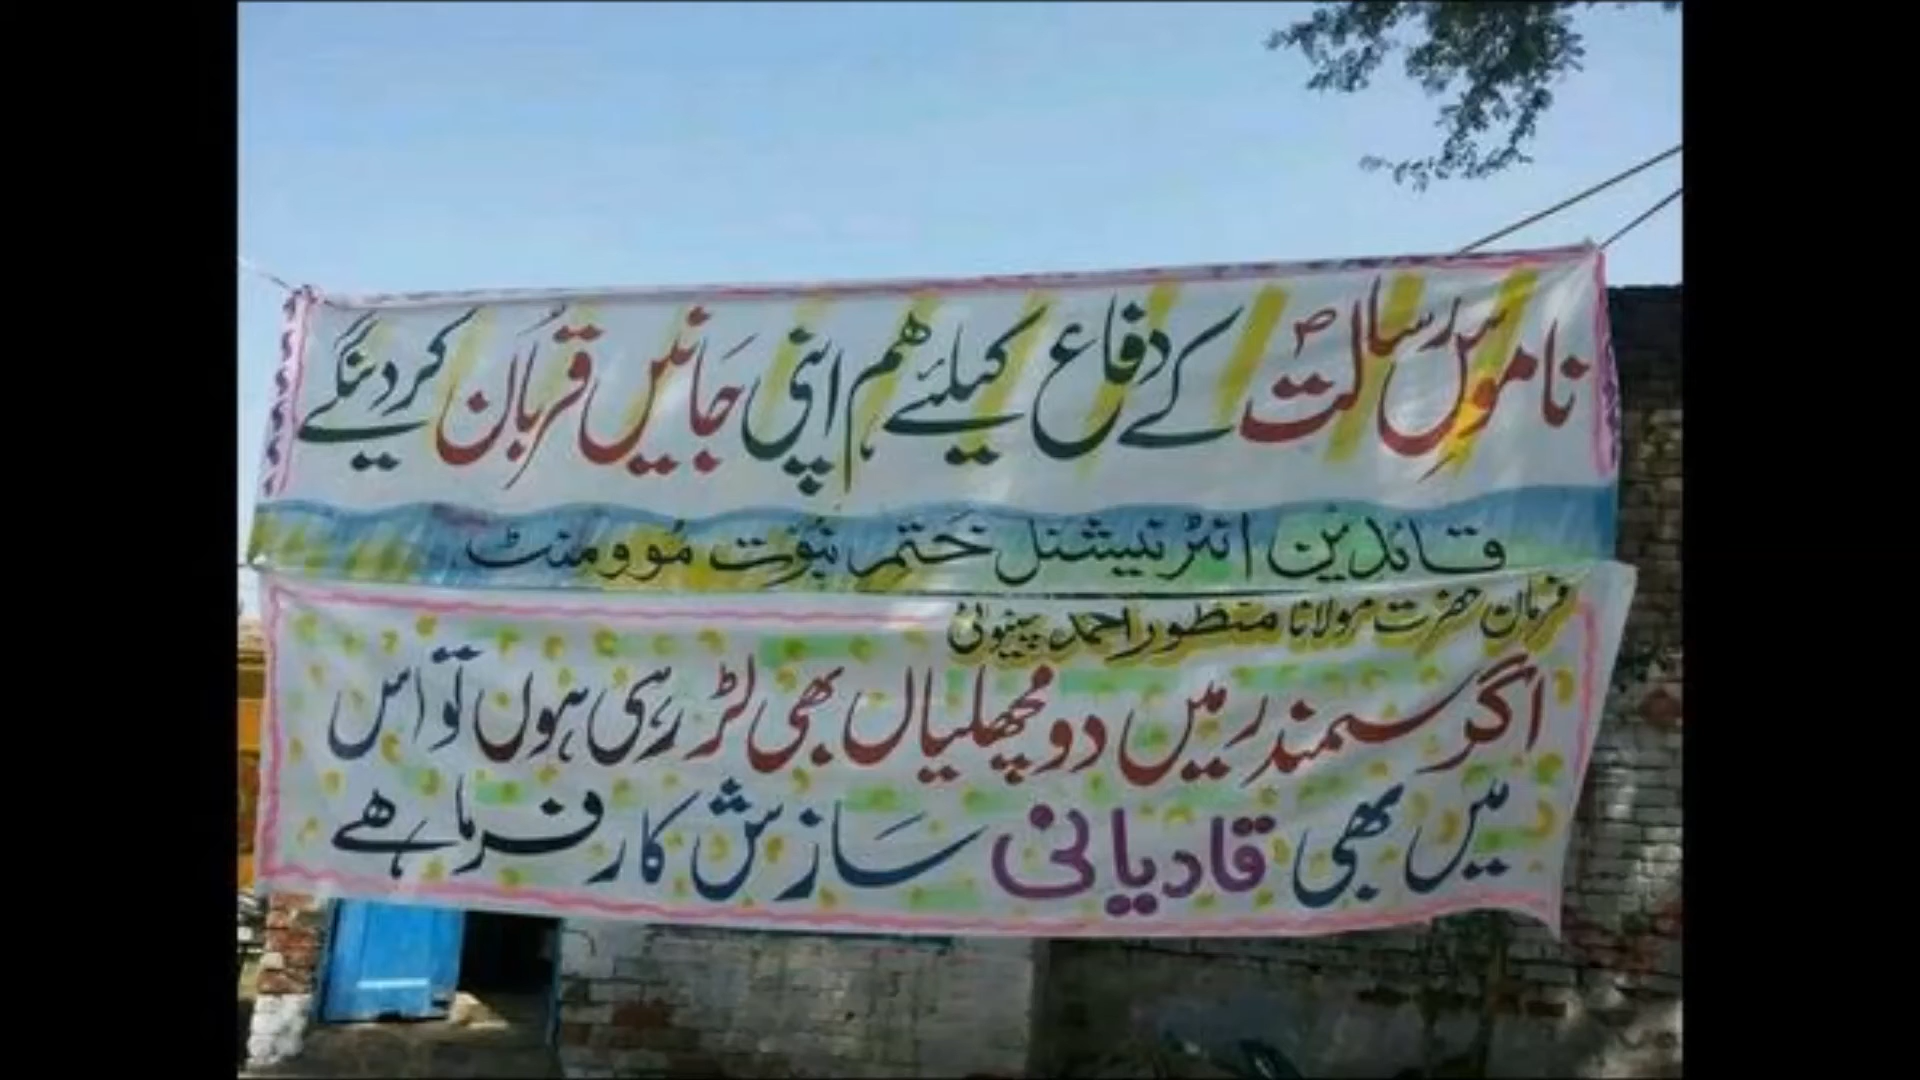 ناموسِ رسالتؐ کے دفاع کیلئے ہم اپنی جانیں قربان کردینگے
قائدین انٹرنیشنل ختم نبوت موومنٹ
فرمان حضرت مولانا منظور احمد چنیوٹی
اگر سمندر میں دو مچھلیاں بھی لڑ رہی ہوں تو اس
میں بھی قادیانی سازش کار فرما ہے